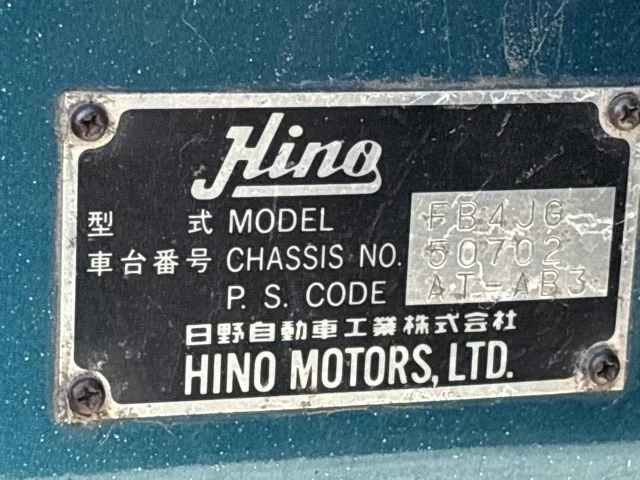 Hino
型 式 MODEL FB4JG
車台番号 CHASSIS NO. 50702
P. S. CODE AT-AB3
日野自動車工業株式会社
HINO MOTORS, LTD.